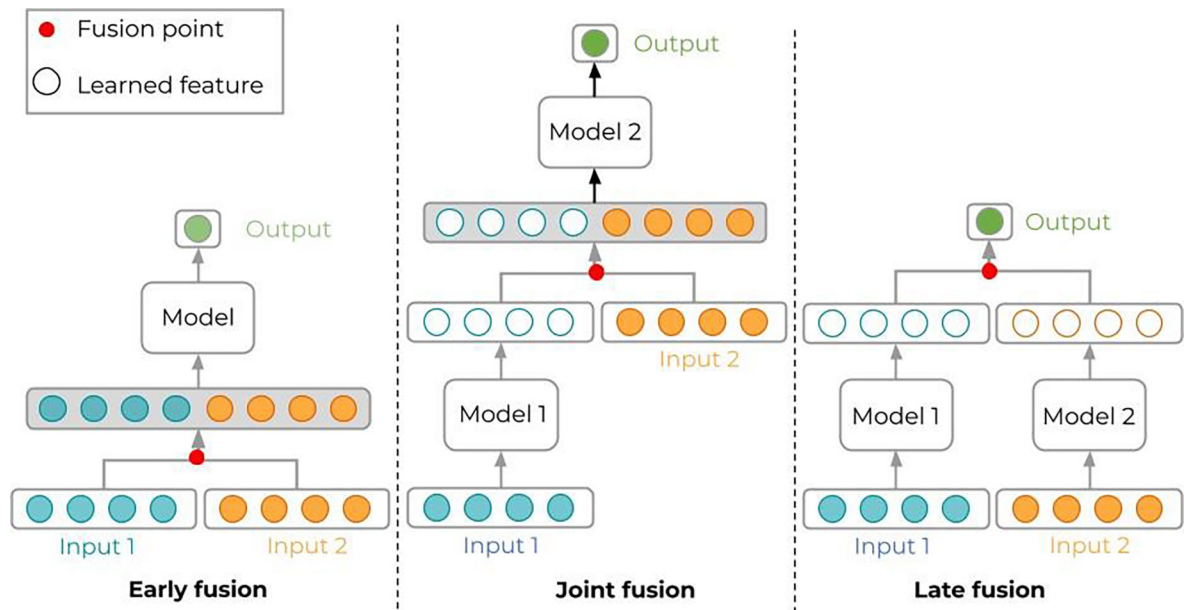 Fusion point
Learned feature
Output
Model
Input 1
Input 2
Early fusion
Output
Model 2
Input 2
Model 1
Input 1
Joint fusion
Output
Model 1
Model 2
Input 1
Input 2
Late fusion